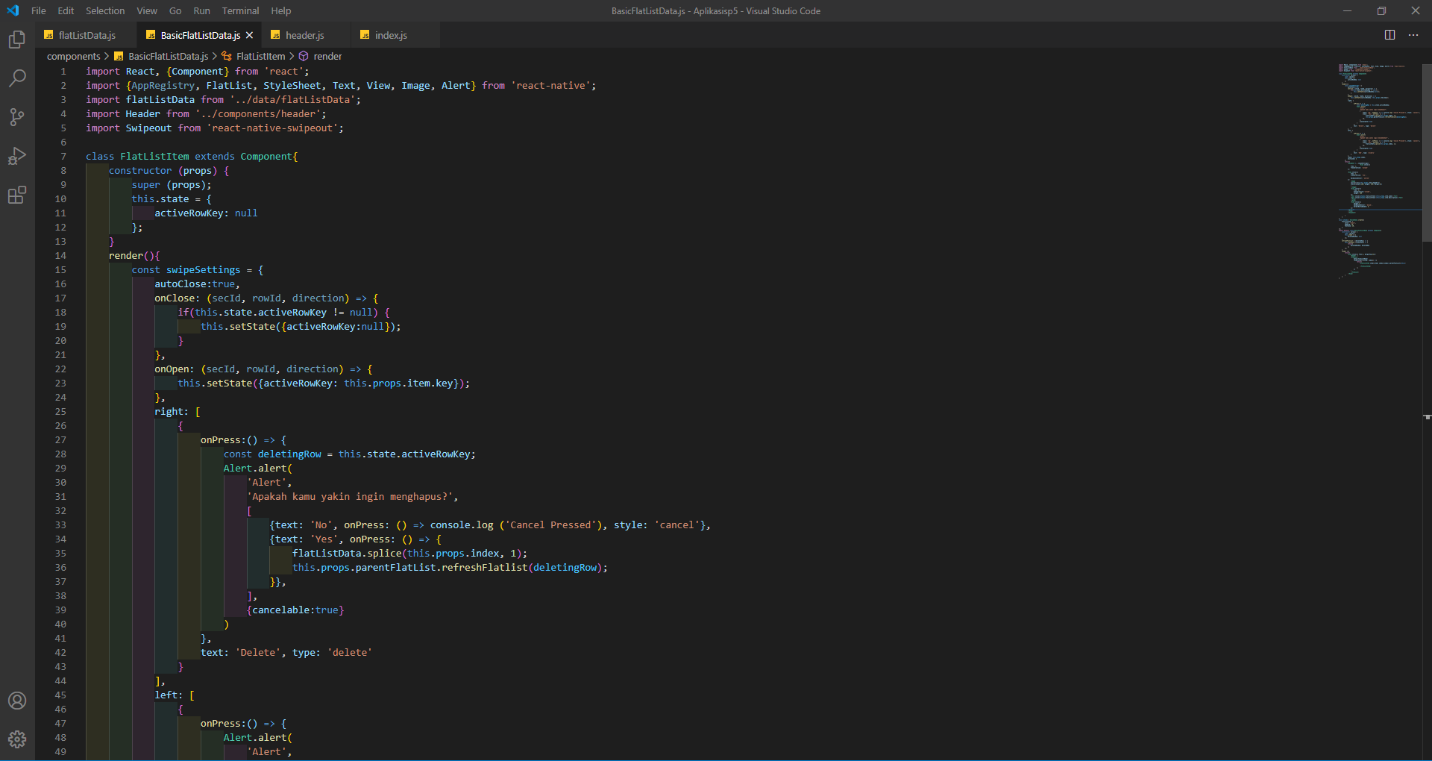 File Edit Selection View Go Run Terminal Help
BasicFlatListData.js - Aplikasisp5 - Visual Studio Code
flatListData.js BasicFlatListData.js header.js index.js
components > BasicFlatListData.js > FlatListItem > render
1 import React, {Component} from 'react';
2 import {AppRegistry, FlatList, StyleSheet, Text, View, Image, Alert} from 'react-native';
3 import flatListData from '../data/flatListData';
4 import Header from '../components/header';
5 import Swipeout from 'react-native-swipeout';
6
7 class FlatListItem extends Component{
8 constructor (props) {
9 super (props);
10 this.state = {
11 activeRowKey: null
12 };
13 }
14 render(){
15 const swipeSettings = {
16 autoClose:true,
17 onClose: (secId, rowId, direction) => {
18 if(this.state.activeRowKey != null) {
19 this.setState({activeRowKey:null});
20 }
21 },
22 onOpen: (secId, rowId, direction) => {
23 this.setState({activeRowKey: this.props.item.key});
24 },
25 right: [
26 {
27 onPress:() => {
28 const deletingRow = this.state.activeRowKey;
29 Alert.alert(
30 'Alert',
31 'Apakah kamu yakin ingin menghapus?',
32 [
33 {text: 'No', onPress: () => console.log ('Cancel Pressed'), style: 'cancel'},
34 {text: 'Yes', onPress: () => {
35 flatListData.splice(this.props.index, 1);
36 this.props.parentFlatList.refreshFlatlist(deletingRow);
37 }},
38 ],
39 {cancelable:true}
40 )
41 },
42 text: 'Delete', type: 'delete'
43 }
44 ],
45 left: [
46 {
47 onPress:() => {
48 Alert.alert(
49 'Alert',